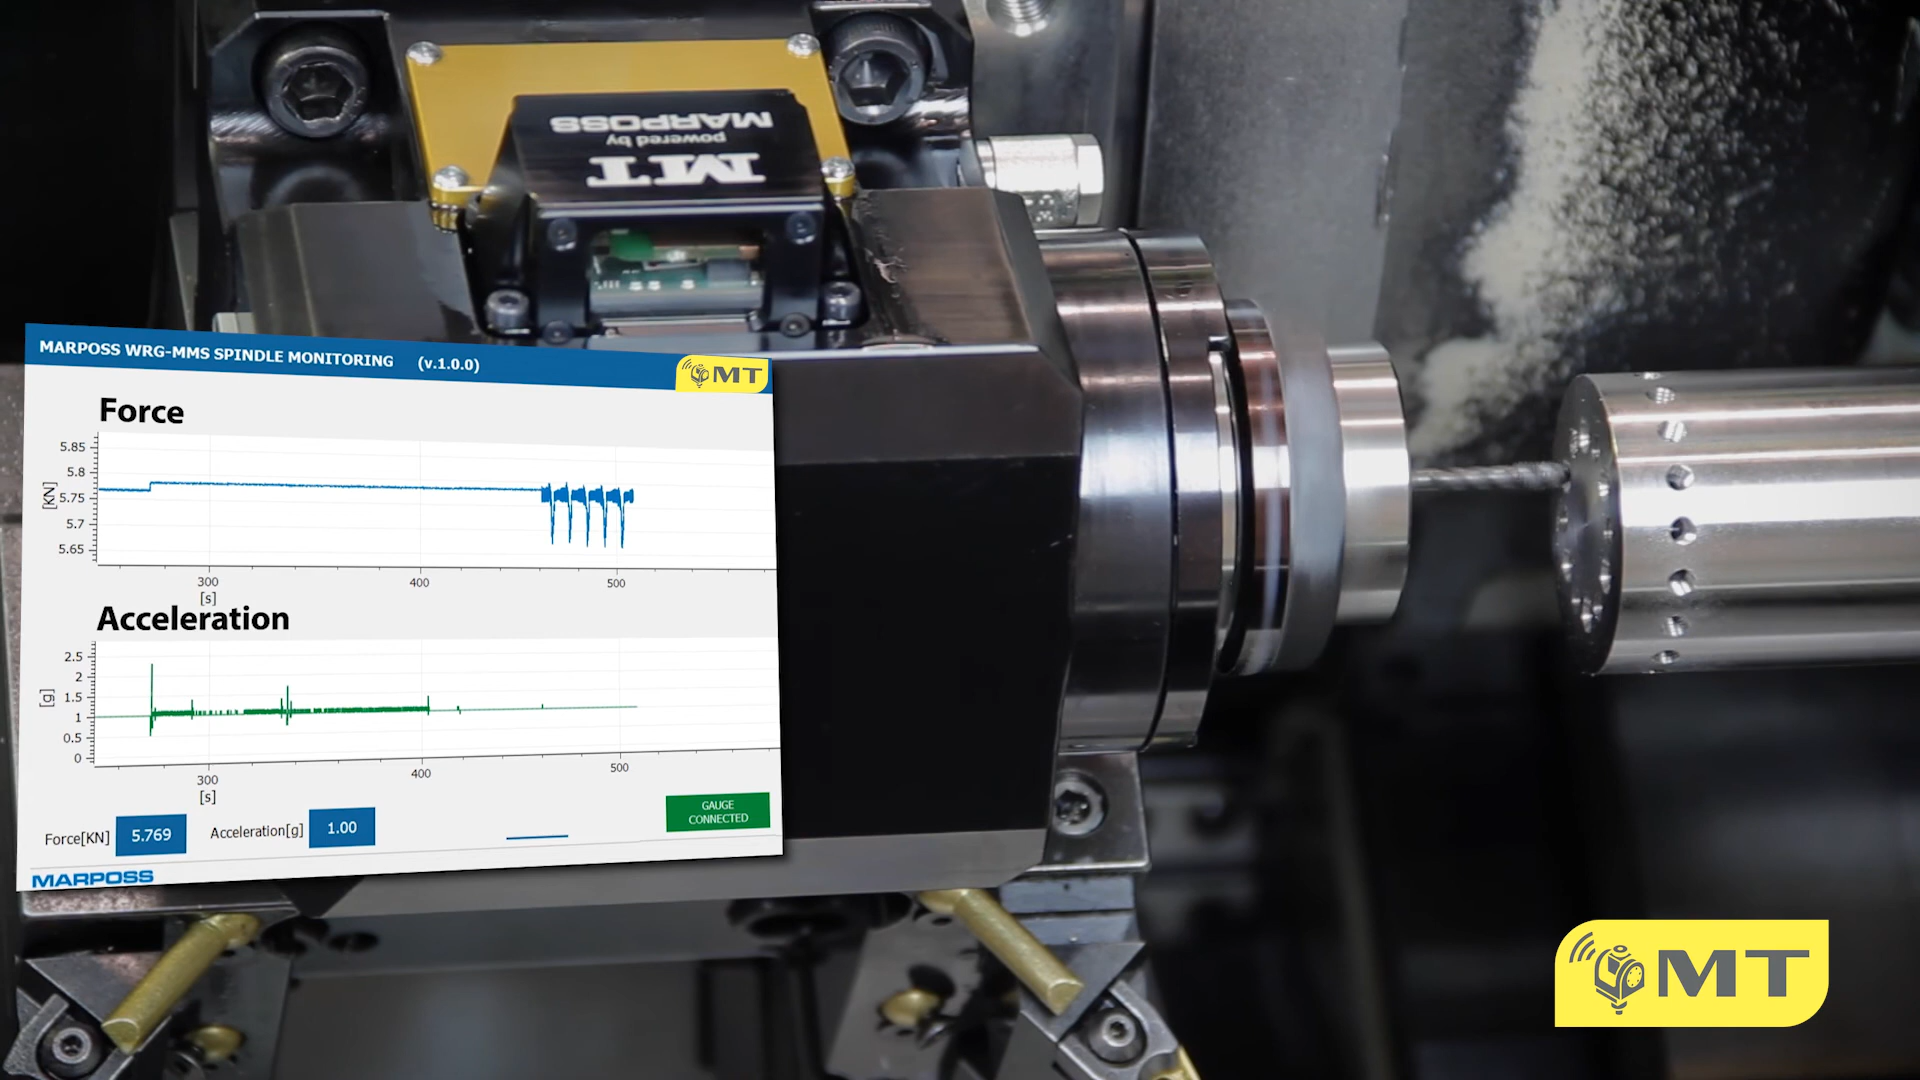 MARPOSS
powered by
MT
MARPOSS WRG-MMS SPINDLE MONITORING (v.1.0.0)
MT
Force
5.85
5.8
5.75
5.7
5.65
[KN]
300
400
500
[s]
Acceleration
2.5
2
1.5
1
0.5
0
[g]
300
400
500
[s]
Force[KN]
5.769
Acceleration[g]
1.00
GAUGE
CONNECTED
MARPOSS
MT